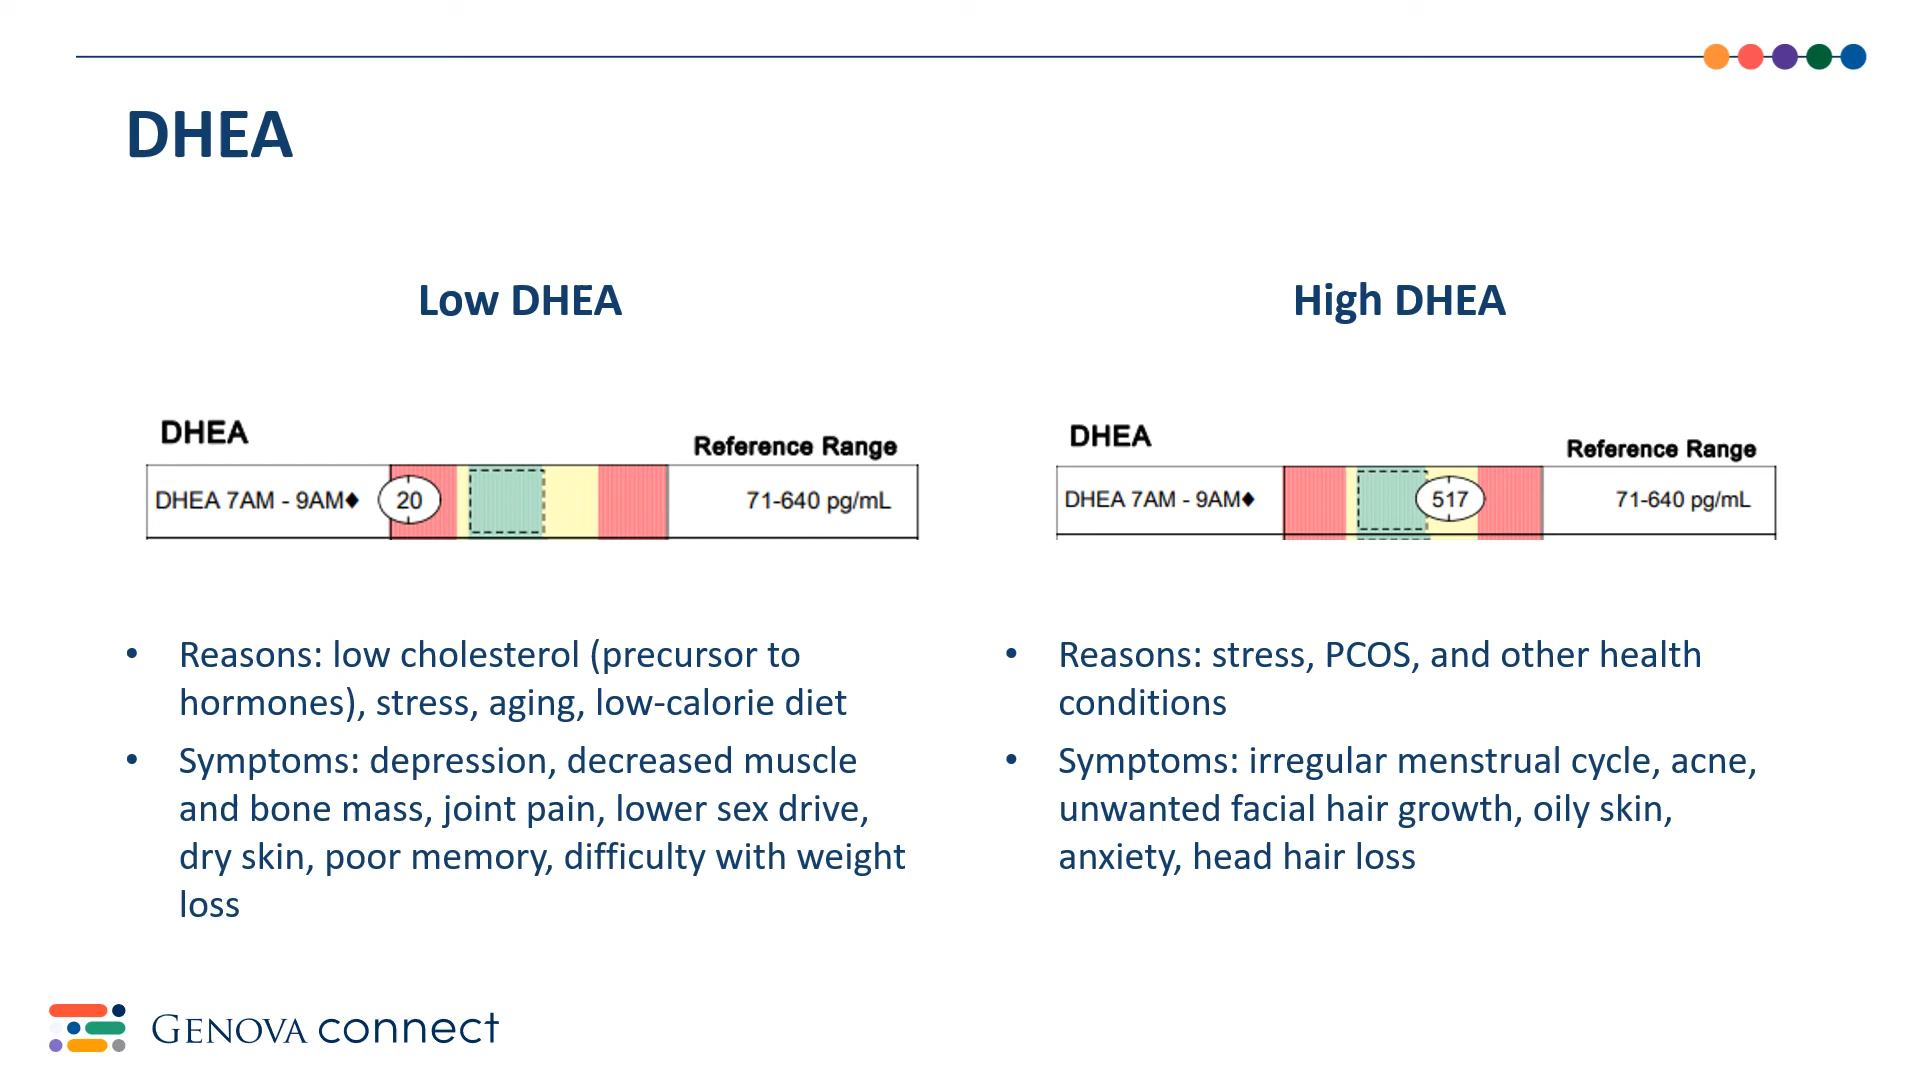 DHEA
Low DHEA
DHEA
Reference Range
DHEA 7AM - 9AM♦
20
71-640 pg/mL
• Reasons: low cholesterol (precursor to
hormones), stress, aging, low-calorie diet
• Symptoms: depression, decreased muscle
and bone mass, joint pain, lower sex drive,
dry skin, poor memory, difficulty with weight
loss
High DHEA
DHEA
Reference Range
DHEA 7AM - 9AM♦
517
71-640 pg/mL
• Reasons: stress, PCOS, and other health
conditions
• Symptoms: irregular menstrual cycle, acne,
unwanted facial hair growth, oily skin,
anxiety, head hair loss
GENOVA connect